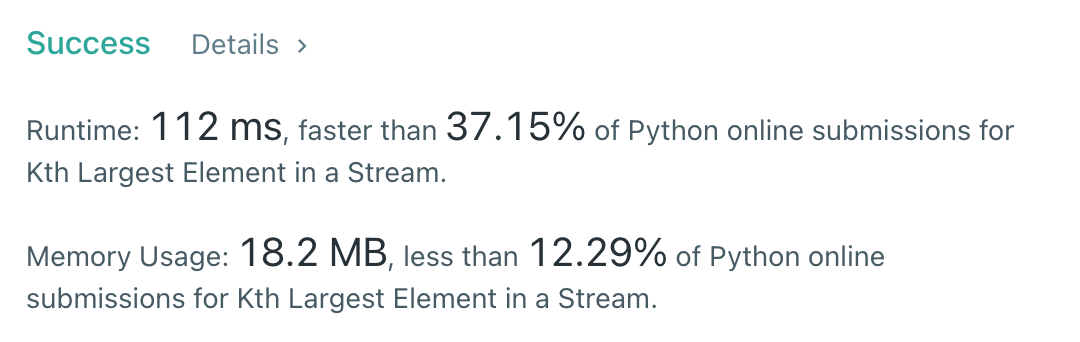 Success Details >
Runtime: 112 ms, faster than 37.15% of Python online submissions for
Kth Largest Element in a Stream.
Memory Usage: 18.2 MB, less than 12.29% of Python online
submissions for Kth Largest Element in a Stream.